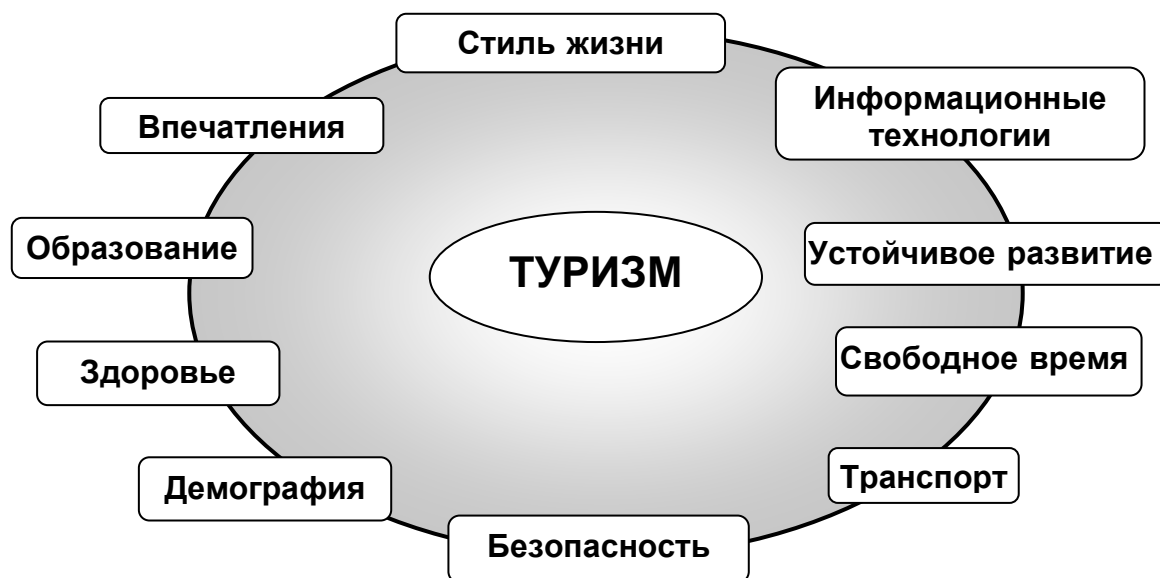 Стиль жизни
Информационные
технологии
Впечатления
Образование
ТУРИЗМ
Устойчивое развитие
Здоровье
Свободное время
Демография
Транспорт
Безопасность